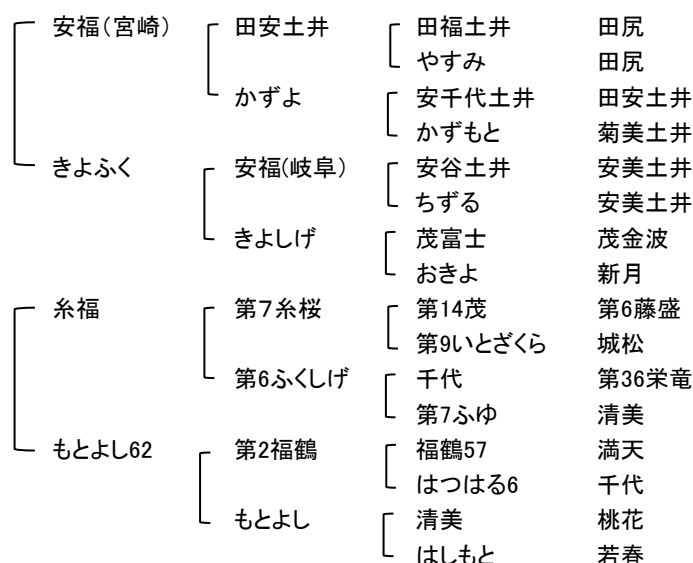 安福（宮崎） 田安土井 田福土井 田尻
やすみ 田尻
かずよ 安千代土井 田安土井
かずもと 菊美土井
きよふく 安福(岐阜) 安谷土井 安美土井
ちずる 安美土井
きよしげ 茂富士 茂金波
おきよ 新月
糸福 第７糸桜 第14茂 第6藤盛
第9いとざくら 城松
第6ふくしげ 千代 第36栄竜
第7ふゆ 清美
もとよし62 第2福鶴 福鶴57 満天
はつはる6 千代
もとよし 清美 桃花
はしもと 若春